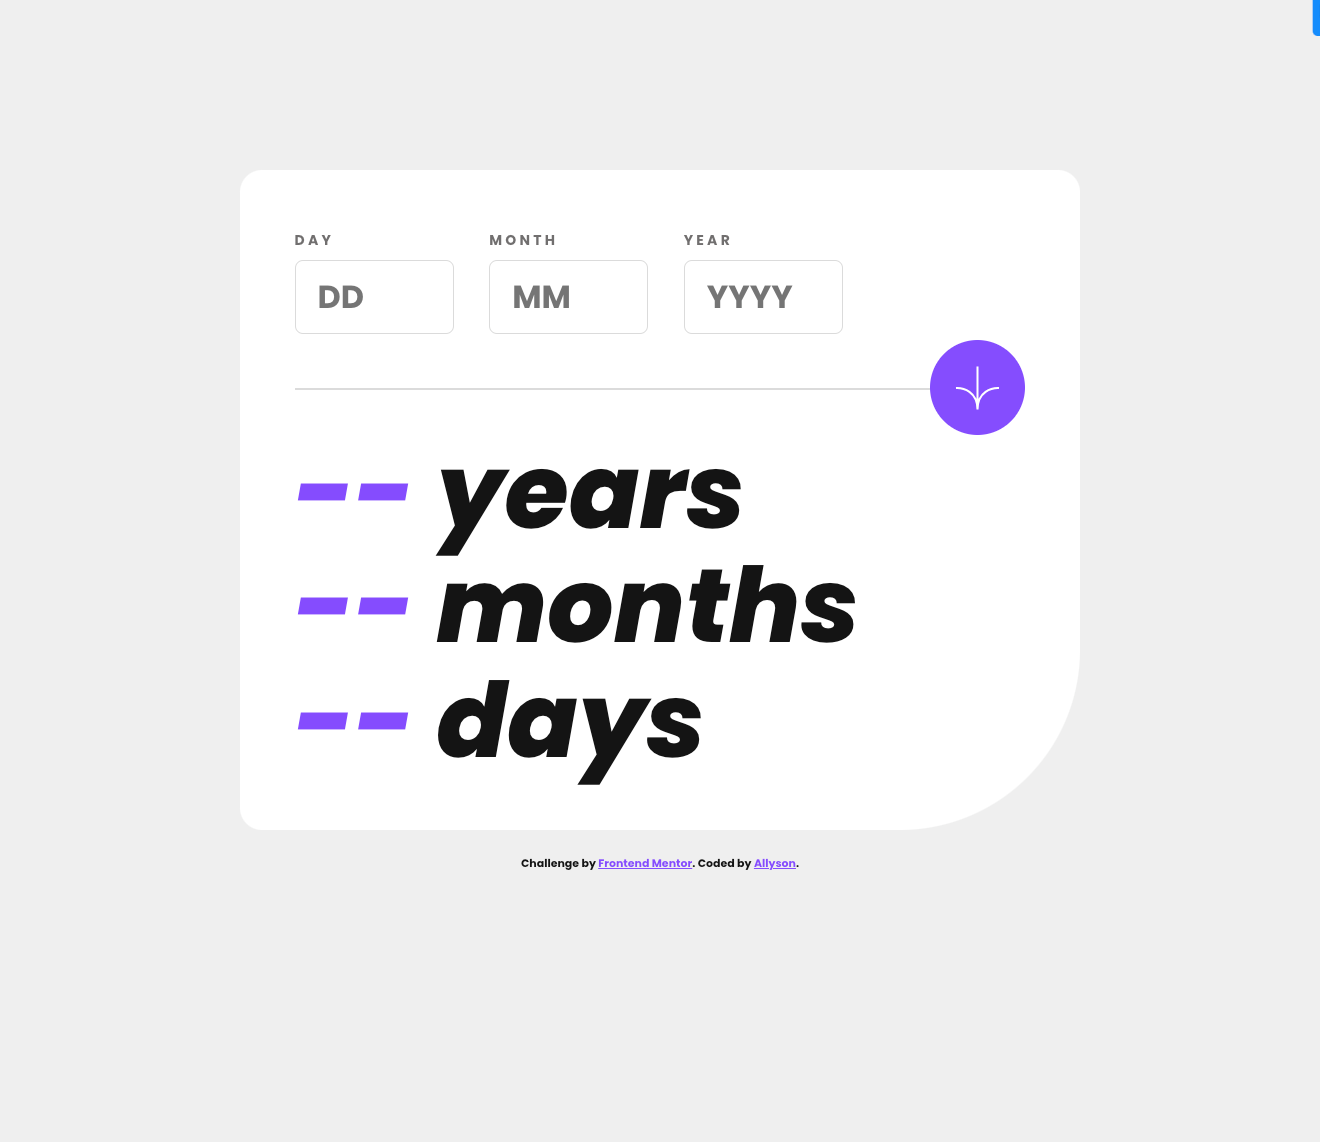 DAY MONTH YEAR
DD MM YYYY
-- years
-- months
-- days
Challenge by Frontend Mentor. Coded by Allyson.